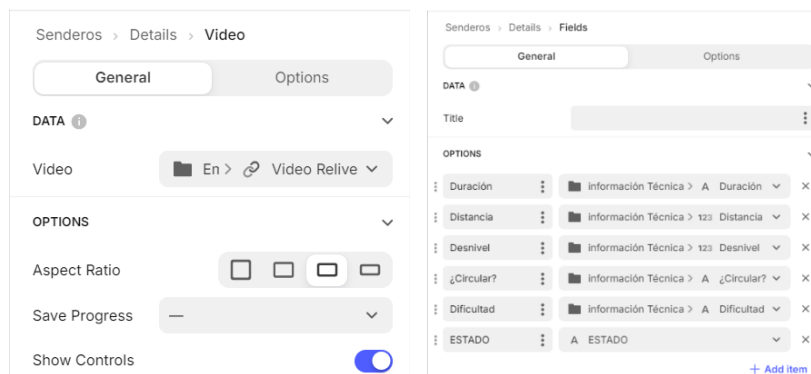 Senderos > Details > Video
General Options
DATA
Video En > Video Relive
OPTIONS
Aspect Ratio
Save Progress —
Show Controls
Senderos > Details > Fields
General Options
DATA
Title
OPTIONS
Duración información Técnica > A Duración
Distancia información Técnica > 123 Distancia
Desnivel información Técnica > 123 Desnivel
¿Circular? información Técnica > A ¿Circular?
Dificultad información Técnica > A Dificultad
ESTADO A ESTADO
+ Add item